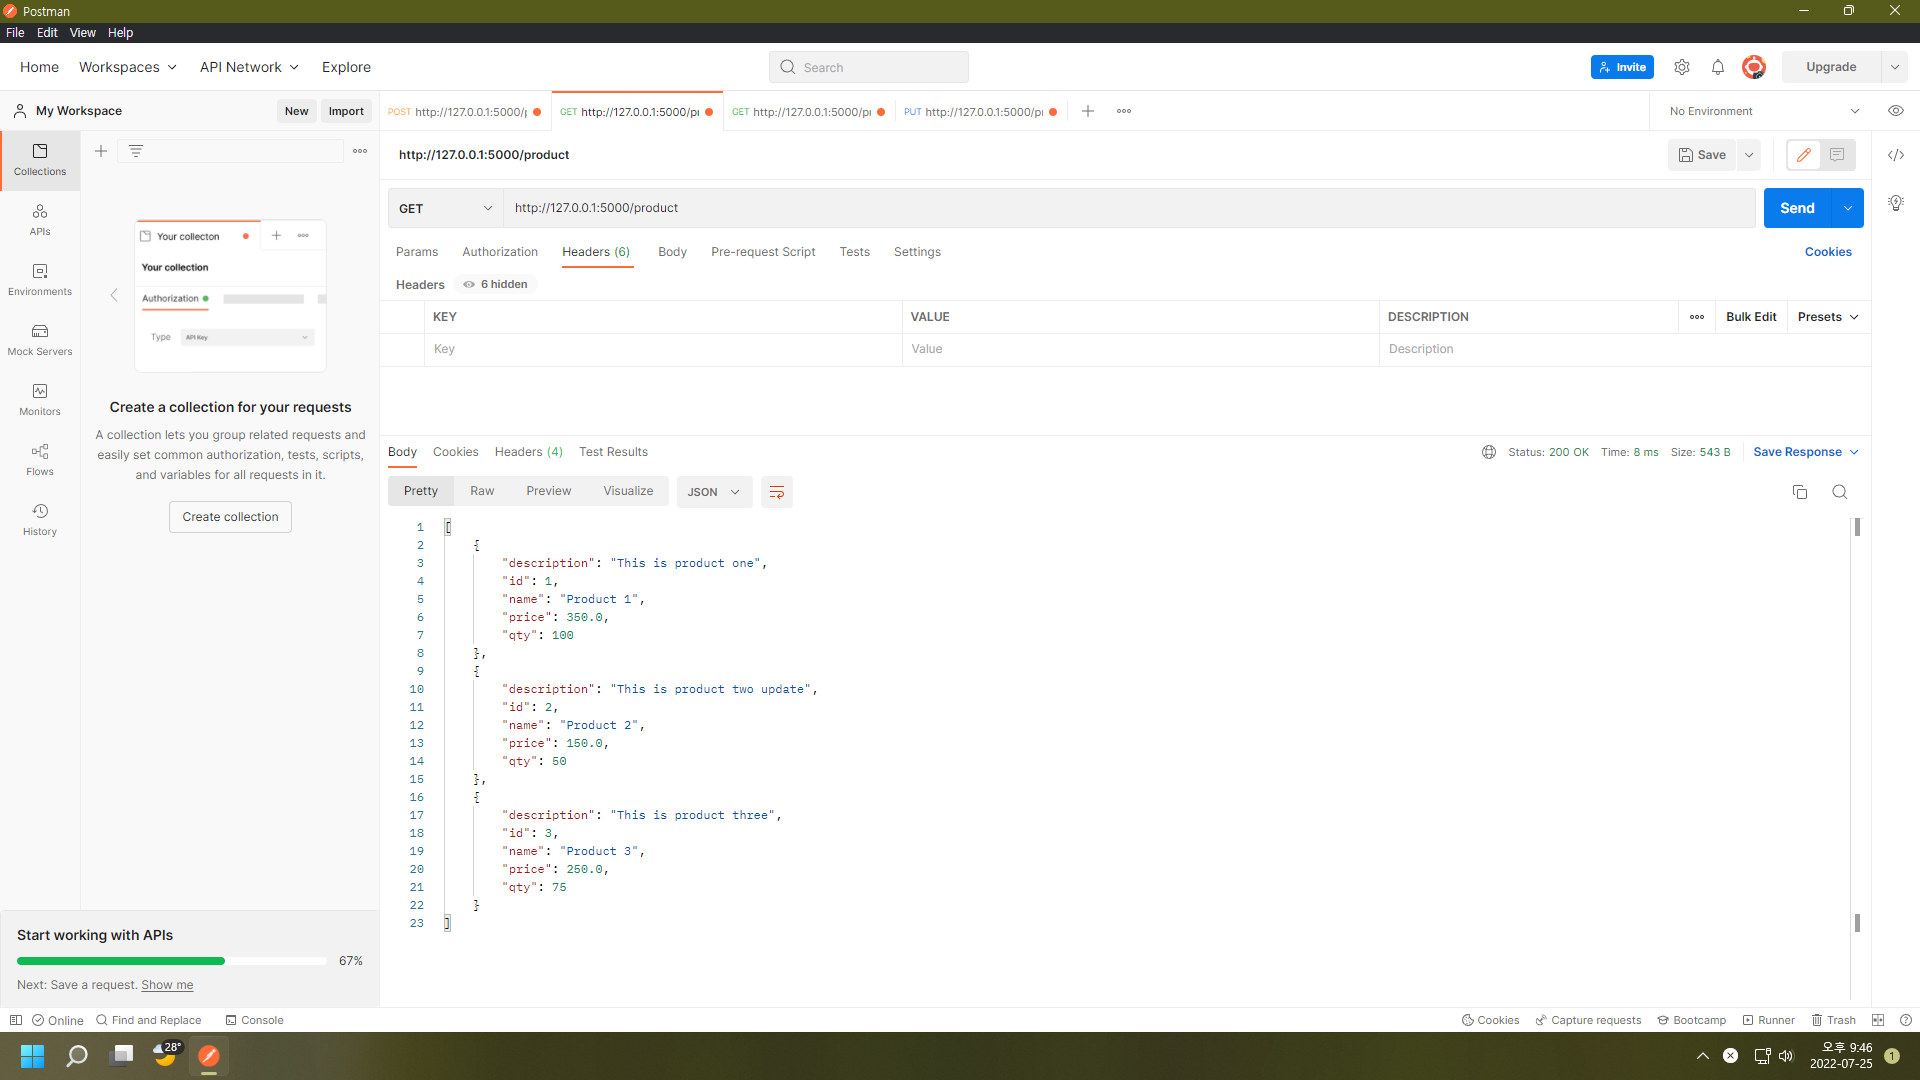 Postman
File Edit View Help
Home Workspaces API Network Explore Search Invite Upgrade
My Workspace New Import
POST http://127.0.0.1:5000/p GET http://127.0.0.1:5000/p GET http://127.0.0.1:5000/p PUT http://127.0.0.1:5000/p No Environment
http://127.0.0.1:5000/product Save
GET http://127.0.0.1:5000/product Send
Params Authorization Headers (6) Body Pre-request Script Tests Settings Cookies
Headers 6 hidden
KEY VALUE DESCRIPTION Bulk Edit Presets
Key Value Description
Collections
APIs
Environments
Mock Servers
Monitors
Flows
History
Your collecton
Your collection
Authorization
Type API Key
Create a collection for your requests
A collection lets you group related requests and
easily set common authorization, tests, scripts,
and variables for all requests in it.
Create collection
Body Cookies Headers (4) Test Results Status: 200 OK Time: 8 ms Size: 543 B Save Response
Pretty Raw Preview Visualize JSON
1 [
2 {
3 "description": "This is product one",
4 "id": 1,
5 "name": "Product 1",
6 "price": 350.0,
7 "qty": 100
8 },
9 {
10 "description": "This is product two update",
11 "id": 2,
12 "name": "Product 2",
13 "price": 150.0,
14 "qty": 50
15 },
16 {
17 "description": "This is product three",
18 "id": 3,
19 "name": "Product 3",
20 "price": 250.0,
21 "qty": 75
22 }
23 ]
Start working with APIs
67%
Next: Save a request. Show me
Online Find and Replace Console Cookies Capture requests Bootcamp Runner Trash
28°
오후 9:46
2022-07-25
1